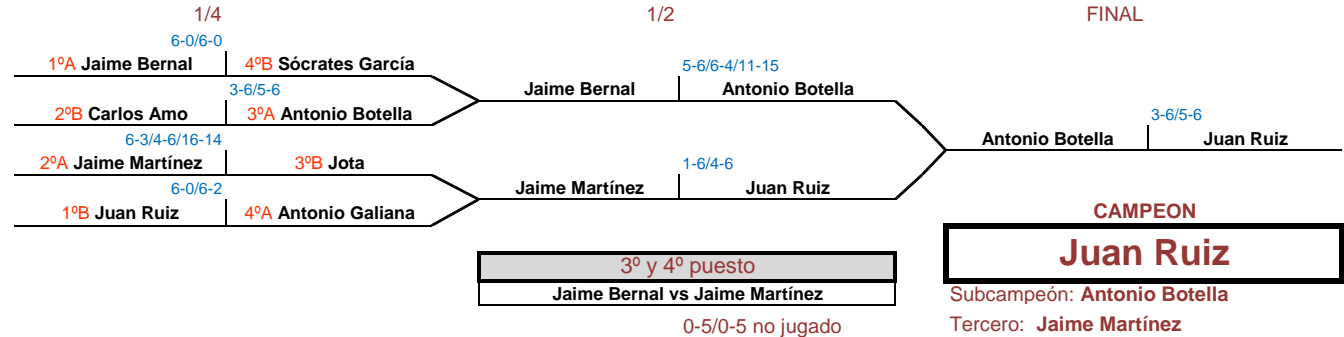 1/4 1/2 FINAL
6-0/6-0
1ºA Jaime Bernal 4ºB Sócrates García
5-6/6-4/11-15
3-6/5-6
Jaime Bernal Antonio Botella
2ºB Carlos Amo 3ºA Antonio Botella
3-6/5-6
6-3/4-6/16-14
Antonio Botella Juan Ruiz
2ºA Jaime Martínez 3ºB Jota
1-6/4-6
6-0/6-2
Jaime Martínez Juan Ruiz
1ºB Juan Ruiz 4ºA Antonio Galiana
CAMPEON
Juan Ruiz
3º y 4º puesto
Jaime Bernal vs Jaime Martínez
Subcampeón: Antonio Botella
0-5/0-5 no jugado
Tercero: Jaime Martínez